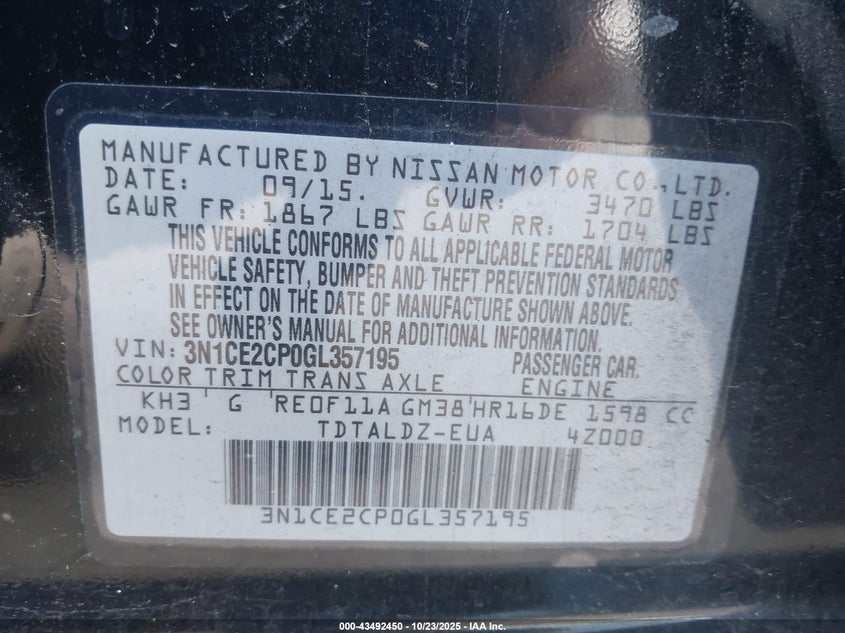 MANUFACTURED BY NISSAN MOTOR CO.,LTD.
DATE: 09/15. GVWR: 3470 LBS
GAWR FR: 1867 LBS GAWR RR: 1704 LBS
THIS VEHICLE CONFORMS TO ALL APPLICABLE FEDERAL MOTOR
VEHICLE SAFETY, BUMPER AND THEFT PREVENTION STANDARDS
IN EFFECT ON THE DATE OF MANUFACTURE SHOWN ABOVE.
SEE OWNER'S MANUAL FOR ADDITIONAL INFORMATION.
VIN: 3N1CE2CP0GL357195 PASSENGER CAR.
COLOR TRIM TRANS AXLE ENGINE
KH3 G RE0F11A GM38 HR16DE 1598 CC
MODEL: TDTALDZ-EUA 4Z000
3N1CE2CP0GL357195
000-43492450 | 10/23/2025 - IAA Inc.